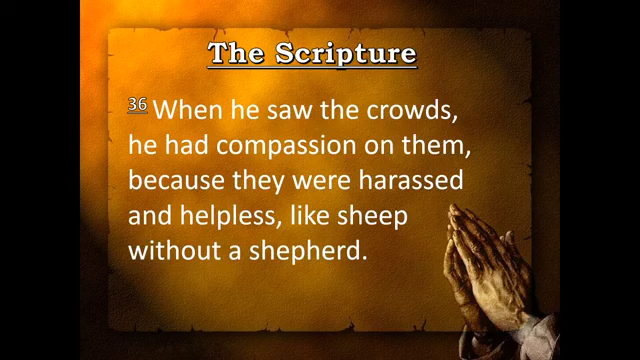 The Scripture
36 When he saw the crowds,
he had compassion on them,
because they were harassed
and helpless, like sheep
without a shepherd.